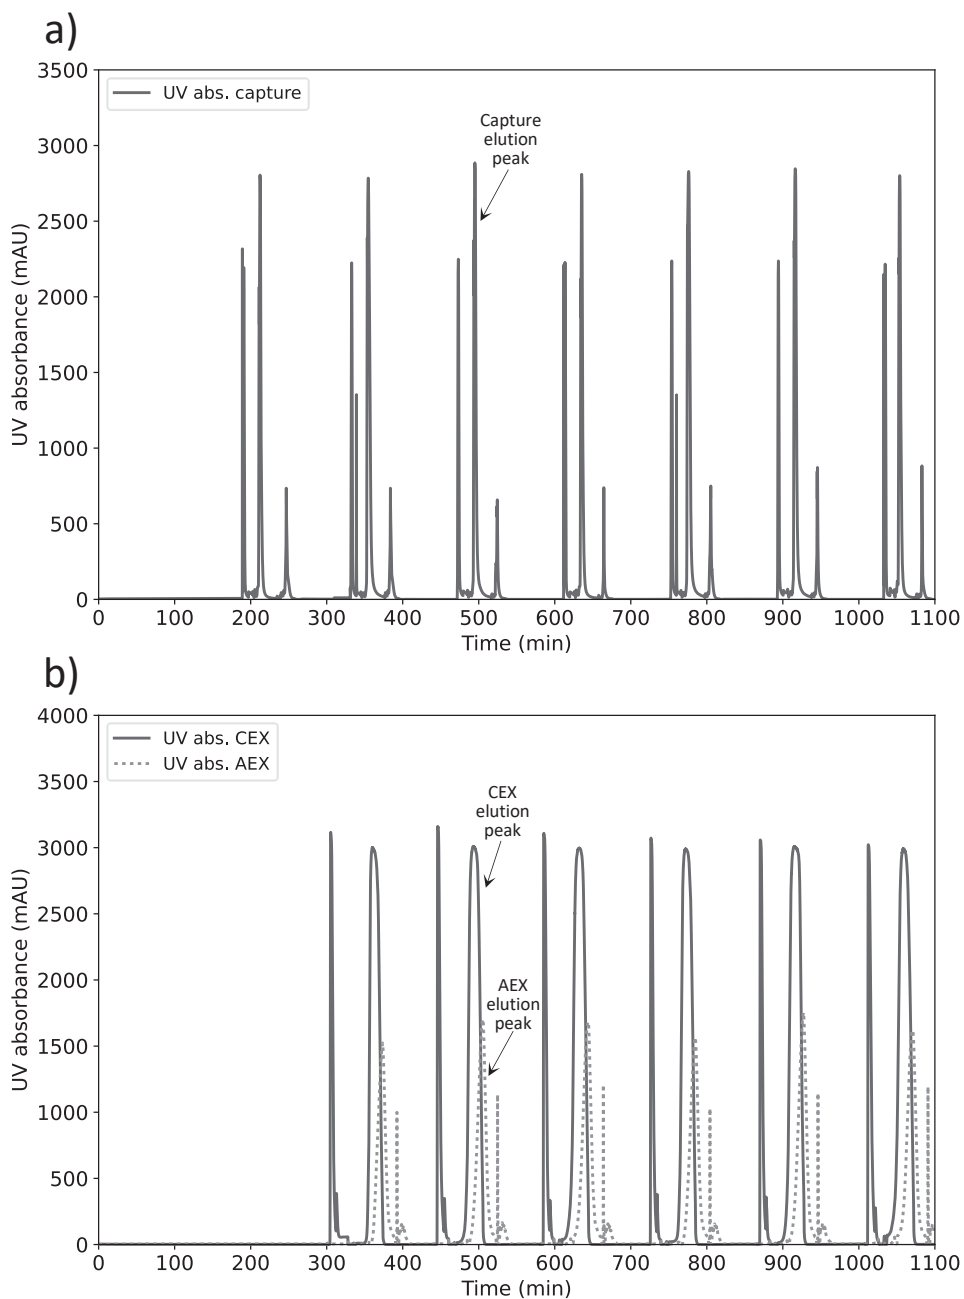 a)
3500
3000
2500
2000
1500
1000
500
0
UV absorbance (mAU)
UV abs. capture
Capture
elution
peak
0 100 200 300 400 500 600 700 800 900 1000 1100
Time (min)
b)
4000
3500
3000
2500
2000
1500
1000
500
0
UV absorbance (mAU)
UV abs. CEX
UV abs. AEX
CEX
elution
peak
AEX
elution
peak
0 100 200 300 400 500 600 700 800 900 1000 1100
Time (min)